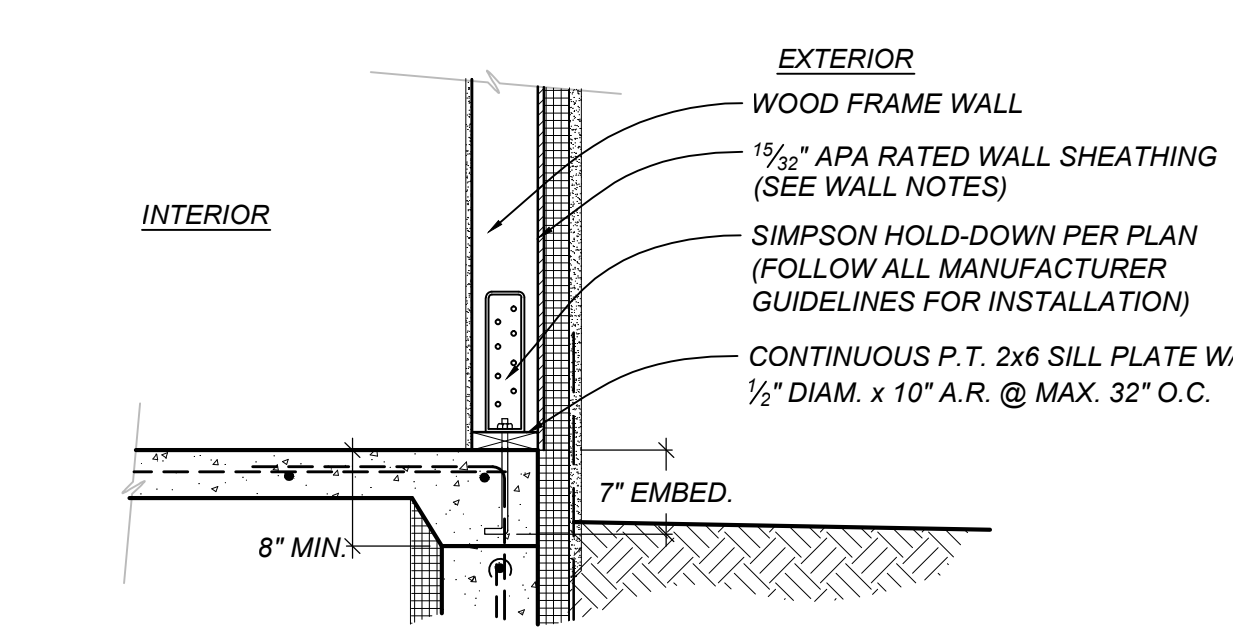 EXTERIOR
WOOD FRAME WALL
15/32" APA RATED WALL SHEATHING
(SEE WALL NOTES)
INTERIOR
SIMPSON HOLD-DOWN PER PLAN
(FOLLOW ALL MANUFACTURER
GUIDELINES FOR INSTALLATION)
CONTINUOUS P.T. 2x6 SILL PLATE W/
1/2" DIAM. x 10" A.R. @ MAX. 32" O.C.
7" EMBED.
8" MIN.